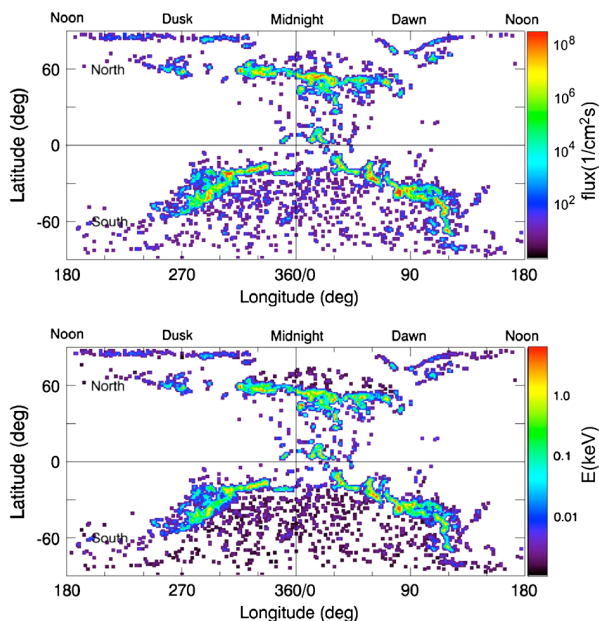 Noon Dusk Midnight Dawn Noon
60
North
0
-60
South
Latitude (deg)
180 270 360/0 90 180
Longitude (deg)
10^8
10^6
10^4
10^2
flux(1/cm^2s)
Noon Dusk Midnight Dawn Noon
60
North
0
-60
South
Latitude (deg)
180 270 360/0 90 180
Longitude (deg)
1.0
0.1
0.01
E(keV)